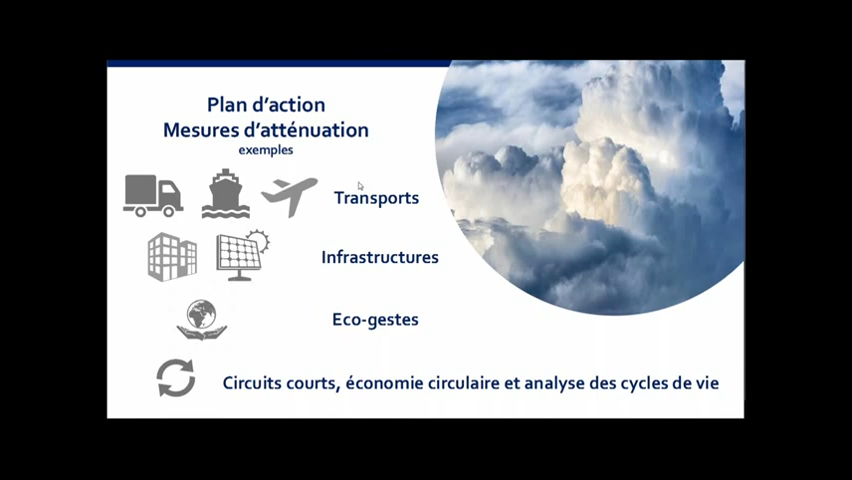 Plan d’action
Mesures d’atténuation
exemples
Transports
Infrastructures
Eco-gestes
Circuits courts, économie circulaire et analyse des cycles de vie